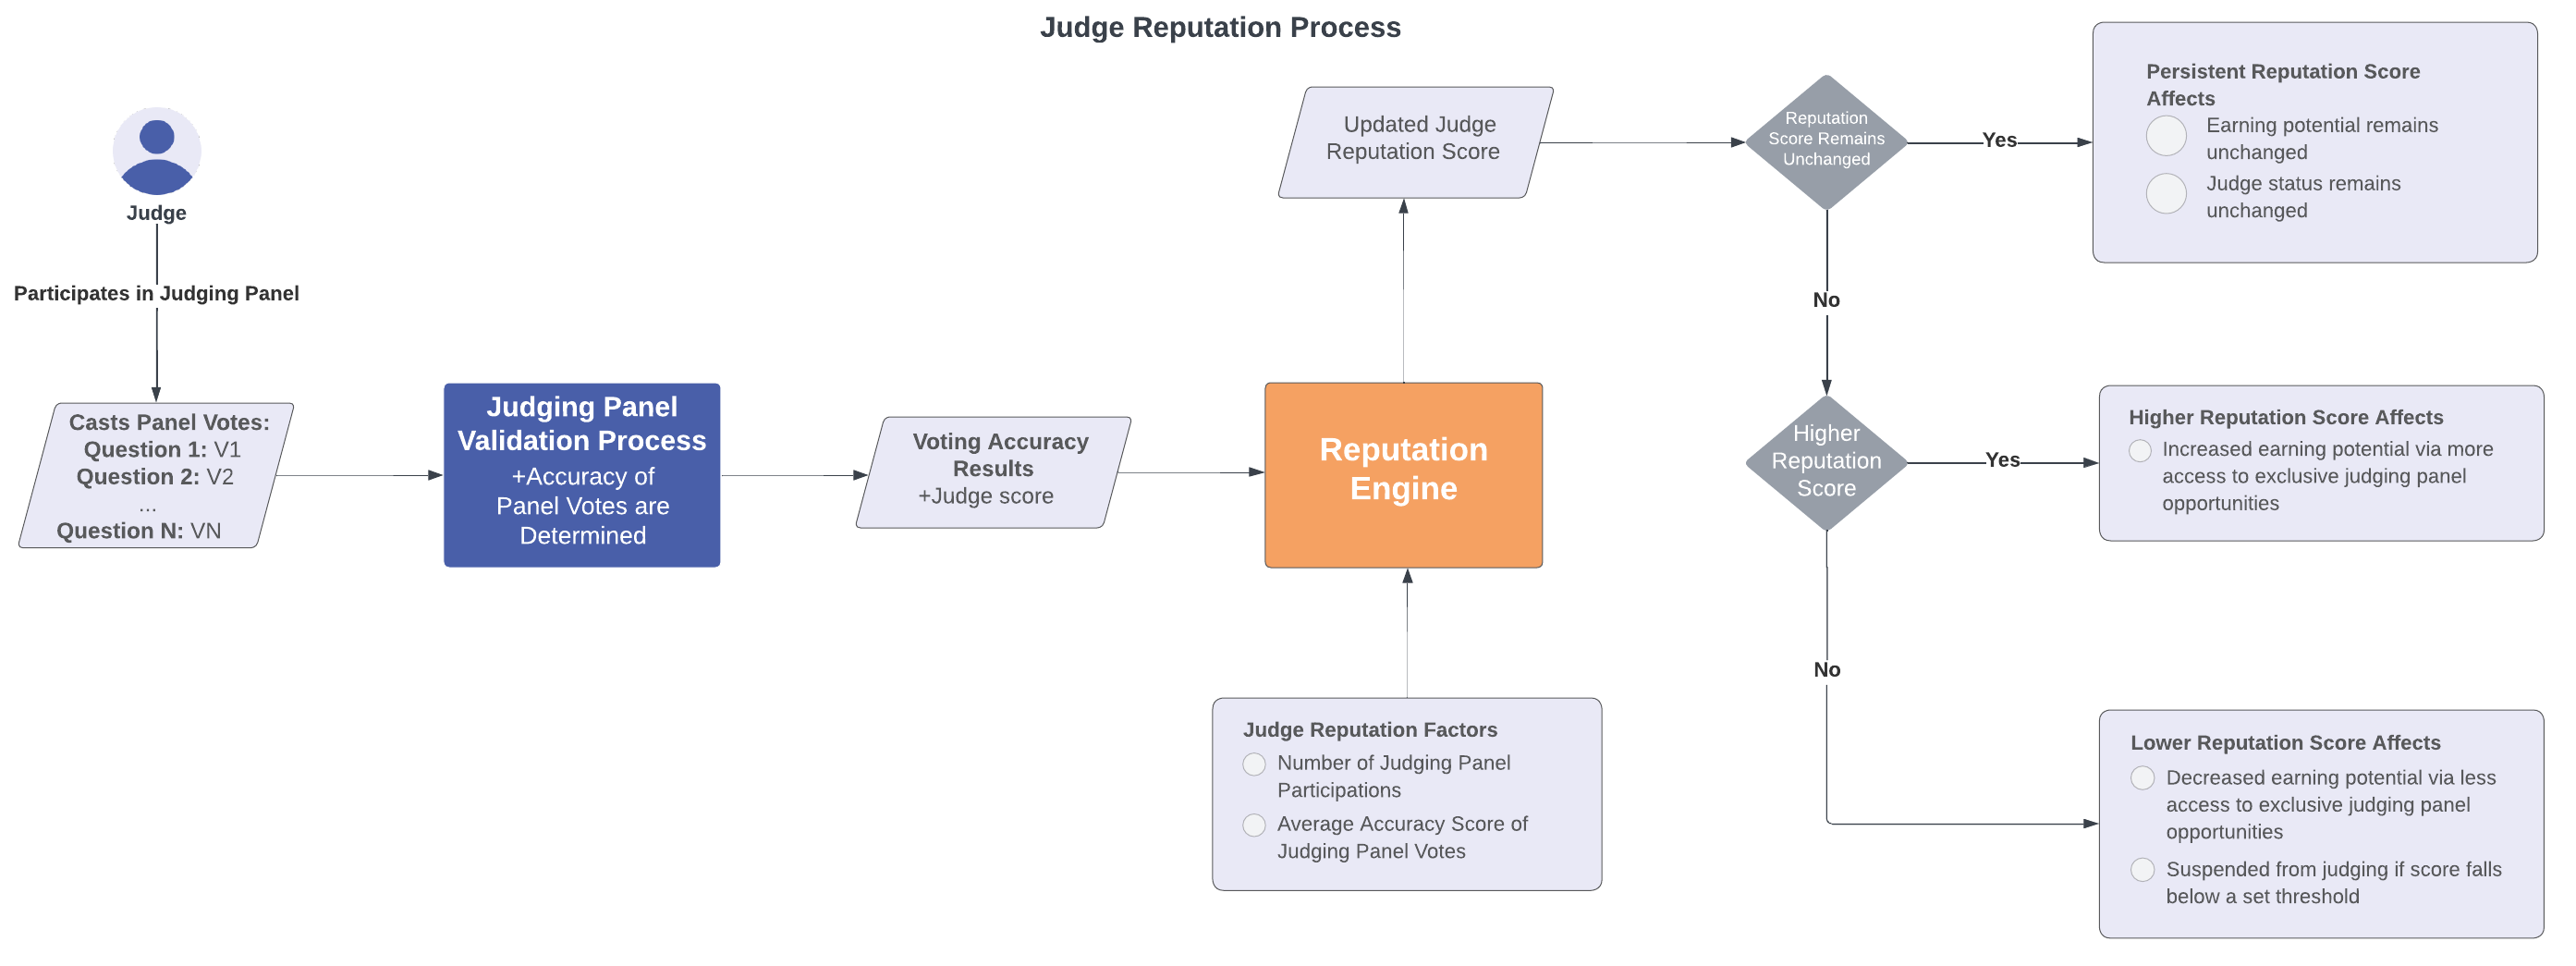 Judge Reputation Process
Judge
Participates in Judging Panel
Casts Panel Votes:
Question 1: V1
Question 2: V2
...
Question N: VN
Judging Panel
Validation Process
+Accuracy of
Panel Votes are
Determined
Voting Accuracy
Results
+Judge score
Reputation
Engine
Judge Reputation Factors
Number of Judging Panel
Participations
Average Accuracy Score of
Judging Panel Votes
Updated Judge
Reputation Score
Reputation
Score Remains
Unchanged
Yes
Persistent Reputation Score
Affects
Earning potential remains
unchanged
Judge status remains
unchanged
No
Higher
Reputation
Score
Yes
Higher Reputation Score Affects
Increased earning potential via more
access to exclusive judging panel
opportunities
No
Lower Reputation Score Affects
Decreased earning potential via less
access to exclusive judging panel
opportunities
Suspended from judging if score falls
below a set threshold